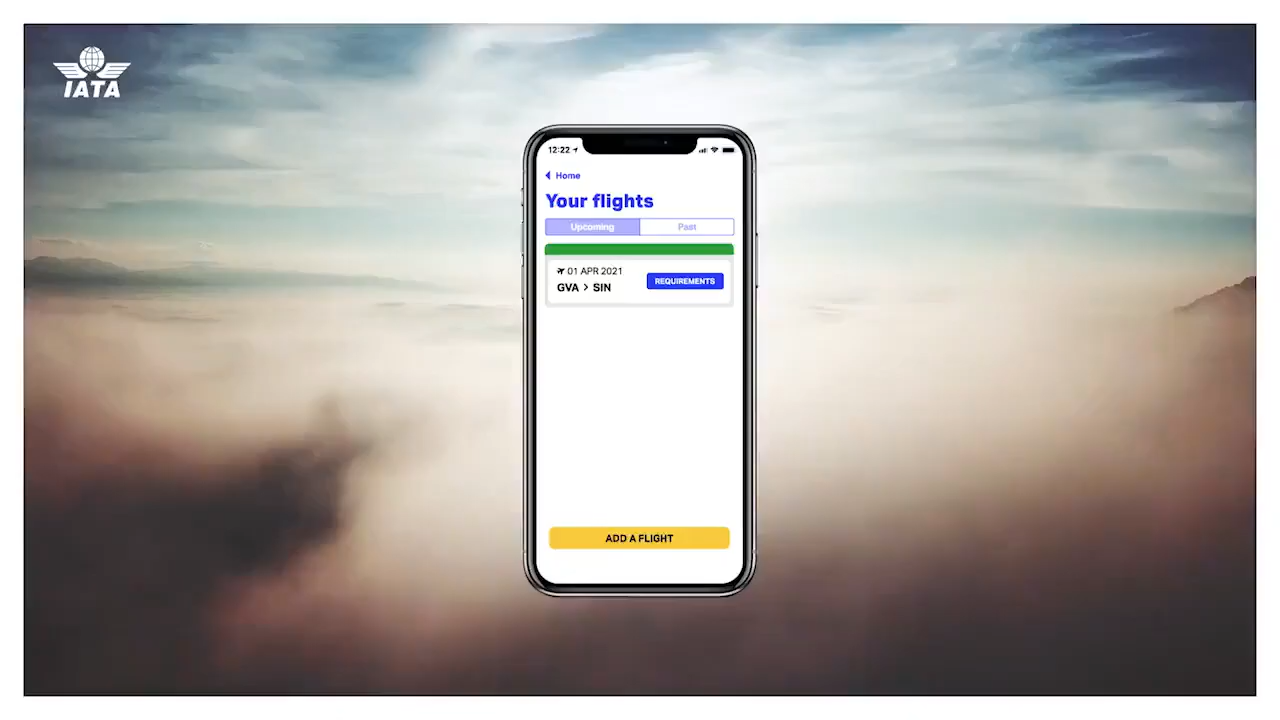 IATA
12:22
Home
Your flights
Upcoming
Past
01 APR 2021
GVA > SIN
REQUIREMENTS
ADD A FLIGHT